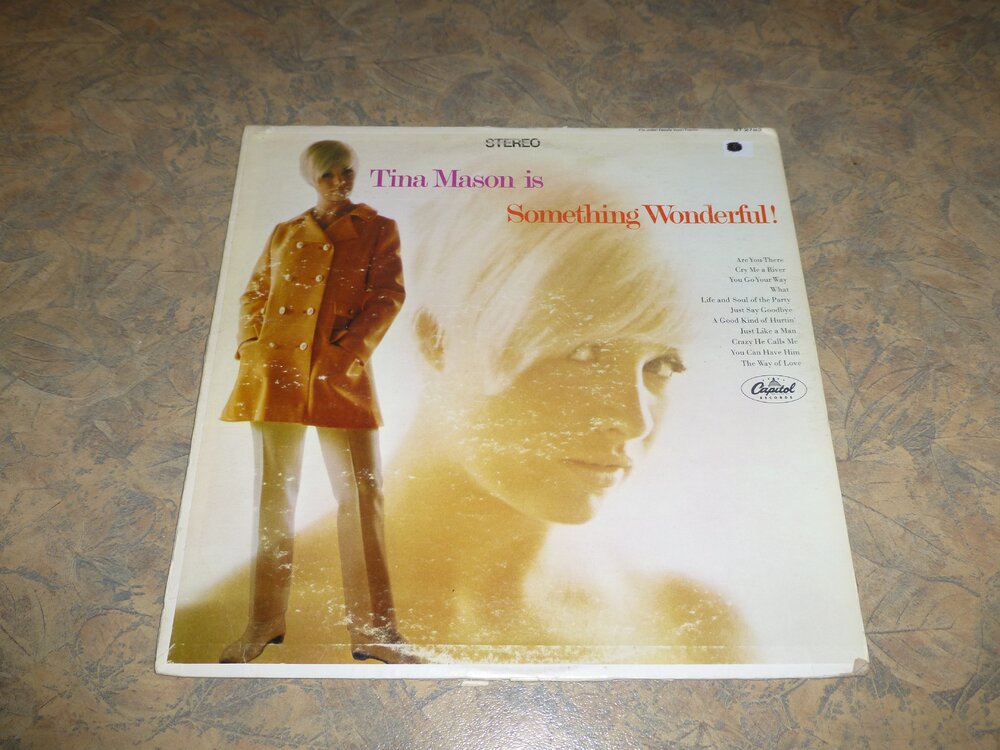 STEREO
Tina Mason is
Something Wonderful!
Are You There
Cry Me a River
You Go Your Way
What
Life and Soul of the Party
Just Say Goodbye
A Good Kind of Hurtin'
Just Like a Man
Crazy He Calls Me
You Can Have Him
The Way of Love
Capitol
RECORDS